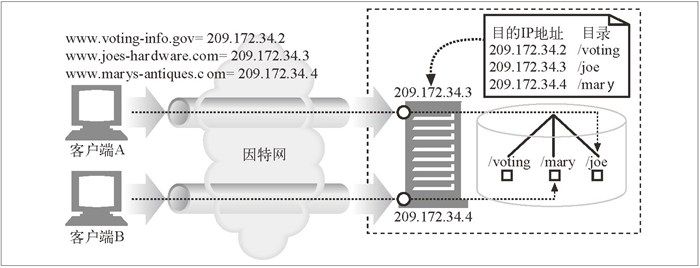 www.voting-info.gov= 209.172.34.2
www.joes-hardware.com= 209.172.34.3
www.marys-antiques.c om= 209.172.34.4
目的IP地址 目录
209.172.34.2 /voting
209.172.34.3 /joe
209.172.34.4 /mary
209.172.34.3
客户端A
因特网
/voting /mary /joe
209.172.34.4
客户端B